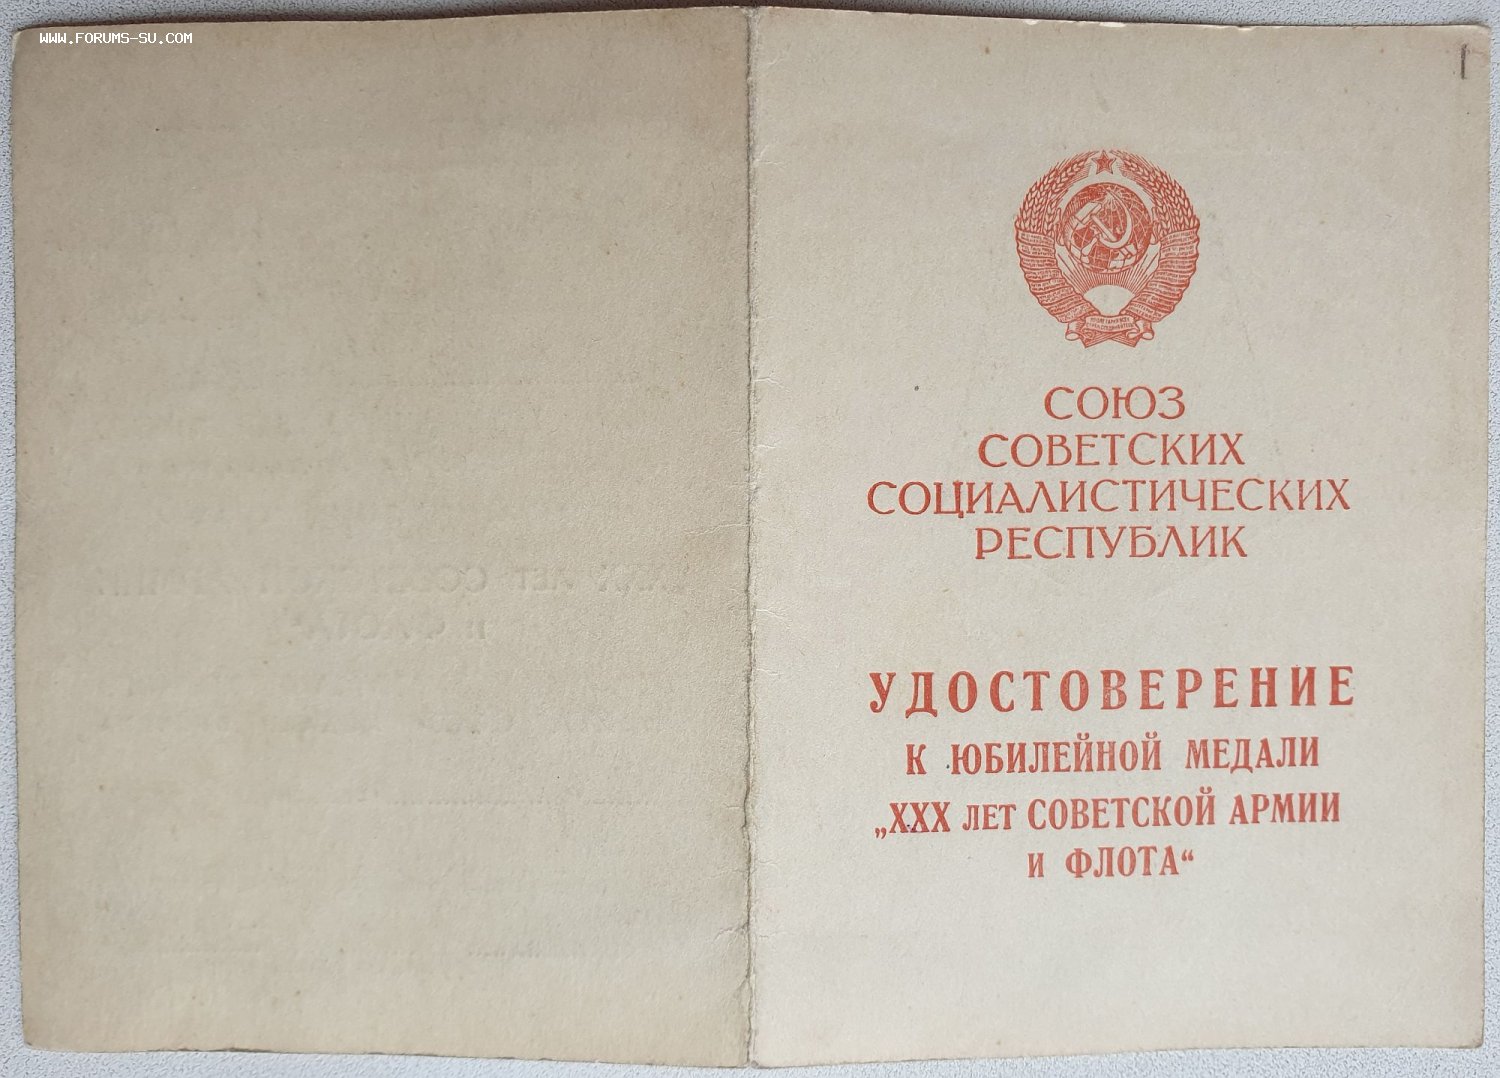 WWW.FORUMS-SU.COM
СОЮЗ
СОВЕТСКИХ
СОЦИАЛИСТИЧЕСКИХ
РЕСПУБЛИК
УДОСТОВЕРЕНИЕ
К ЮБИЛЕЙНОЙ МЕДАЛИ
„XXX ЛЕТ СОВЕТСКОЙ АРМИИ
И ФЛОТА“